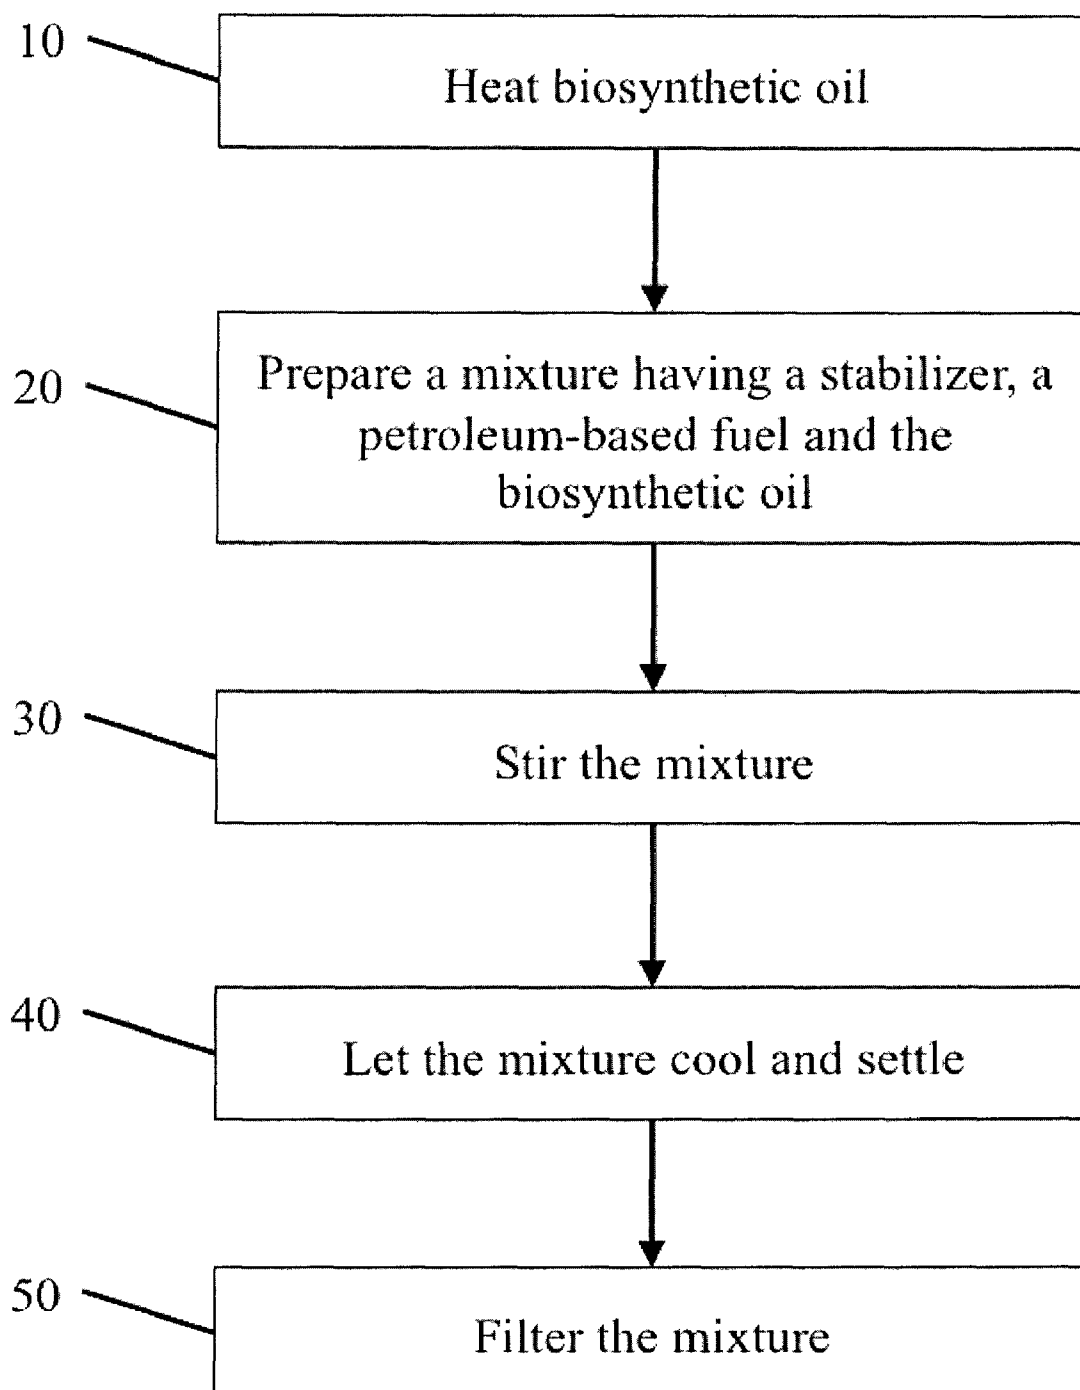 10
Heat biosynthetic oil
20
Prepare a mixture having a stabilizer, a
petroleum-based fuel and the
biosynthetic oil
30
Stir the mixture
40
Let the mixture cool and settle
50
Filter the mixture